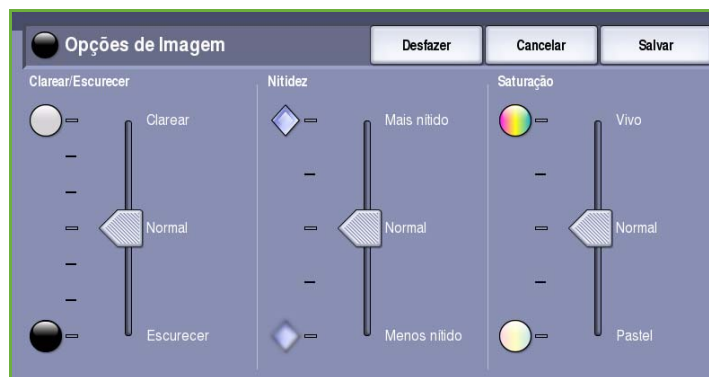 Opções de Imagem
Desfazer
Cancelar
Salvar
Clarear/Escurecer
Clarear
Normal
Escurecer
Nitidez
Mais nítido
Normal
Menos nítido
Saturação
Vivo
Normal
Pastel